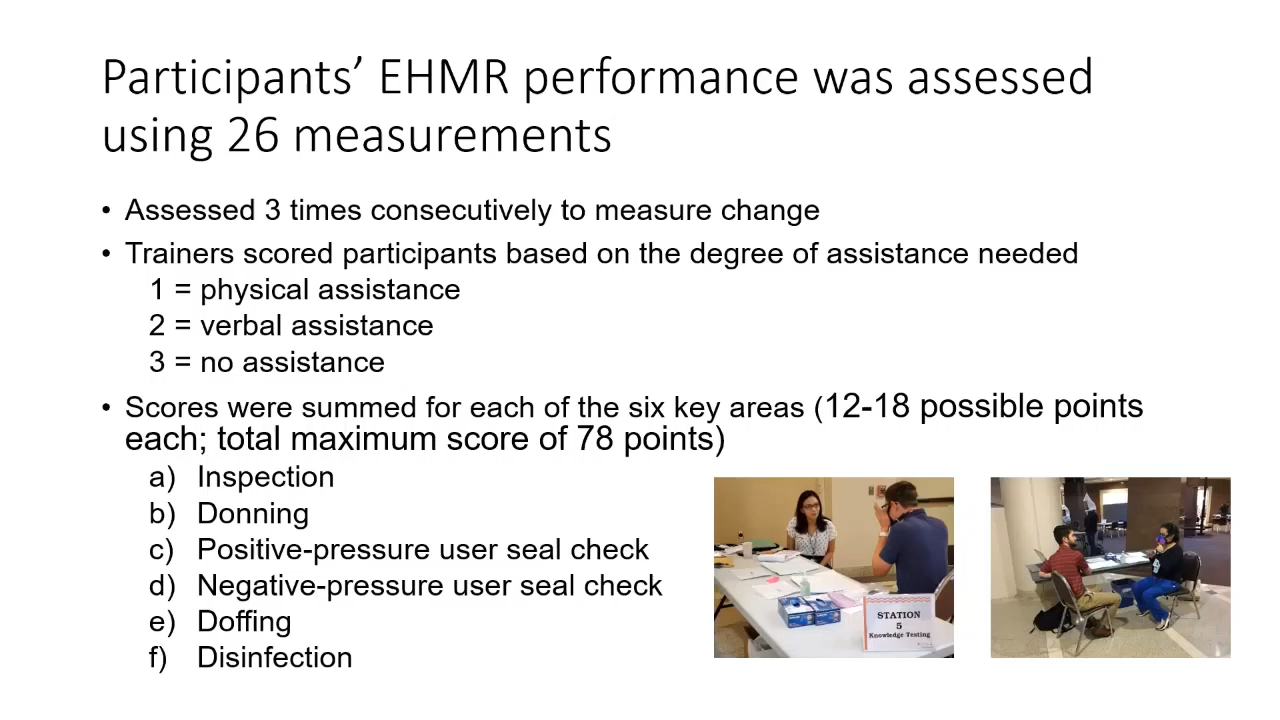 Participants’ EHMR performance was assessed
using 26 measurements
• Assessed 3 times consecutively to measure change
• Trainers scored participants based on the degree of assistance needed
1 = physical assistance
2 = verbal assistance
3 = no assistance
• Scores were summed for each of the six key areas (12-18 possible points
each; total maximum score of 78 points)
a) Inspection
b) Donning
c) Positive-pressure user seal check
d) Negative-pressure user seal check
e) Doffing
f) Disinfection
STATION
5
Knowledge Testing